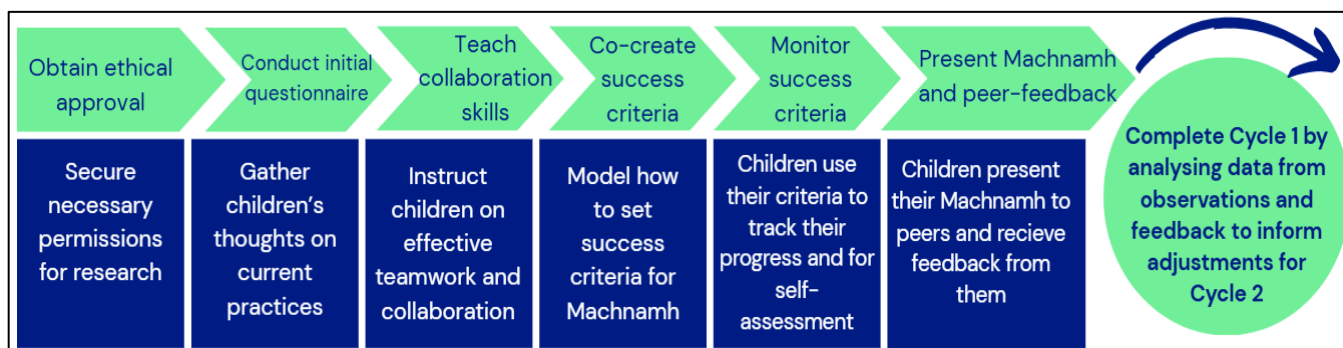 Obtain ethical
approval
Conduct initial
questionnaire
Teach
collaboration
skills
Co-create
success
criteria
Monitor
success
criteria
Present Machnamh
and peer-feedback
Secure
necessary
permissions
for research
Gather
children's
thoughts on
current
practices
Instruct
children on
effective
teamwork and
collaboration
Model how
to set
success
criteria for
Machnamh
Children use
their criteria to
track their
progress and for
self-
assessment
Children present
their Machnamh to
peers and recieve
feedback from
them
Complete Cycle 1 by
analysing data from
observations and
feedback to inform
adjustments for
Cycle 2